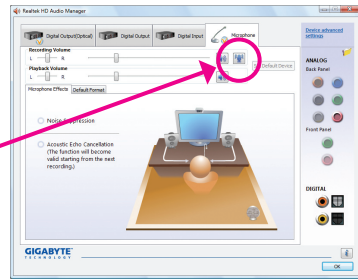 Realtek HD Audio Manager
Digital Output(Optical)
Digital Output
Digital Input
Microphone
Device advanced
settings
Recording Volume
L
R
Default Device
Playback Volume
L
R
ANALOG
Back Panel
Microphone Effects
Default Format
Noise
ppression
Acoustic Echo Cancellation
(The function will become
valid starting from the next
recording.)
Front Panel
DIGITAL
GIGABYTE
TECHNOLOGY
i
OK